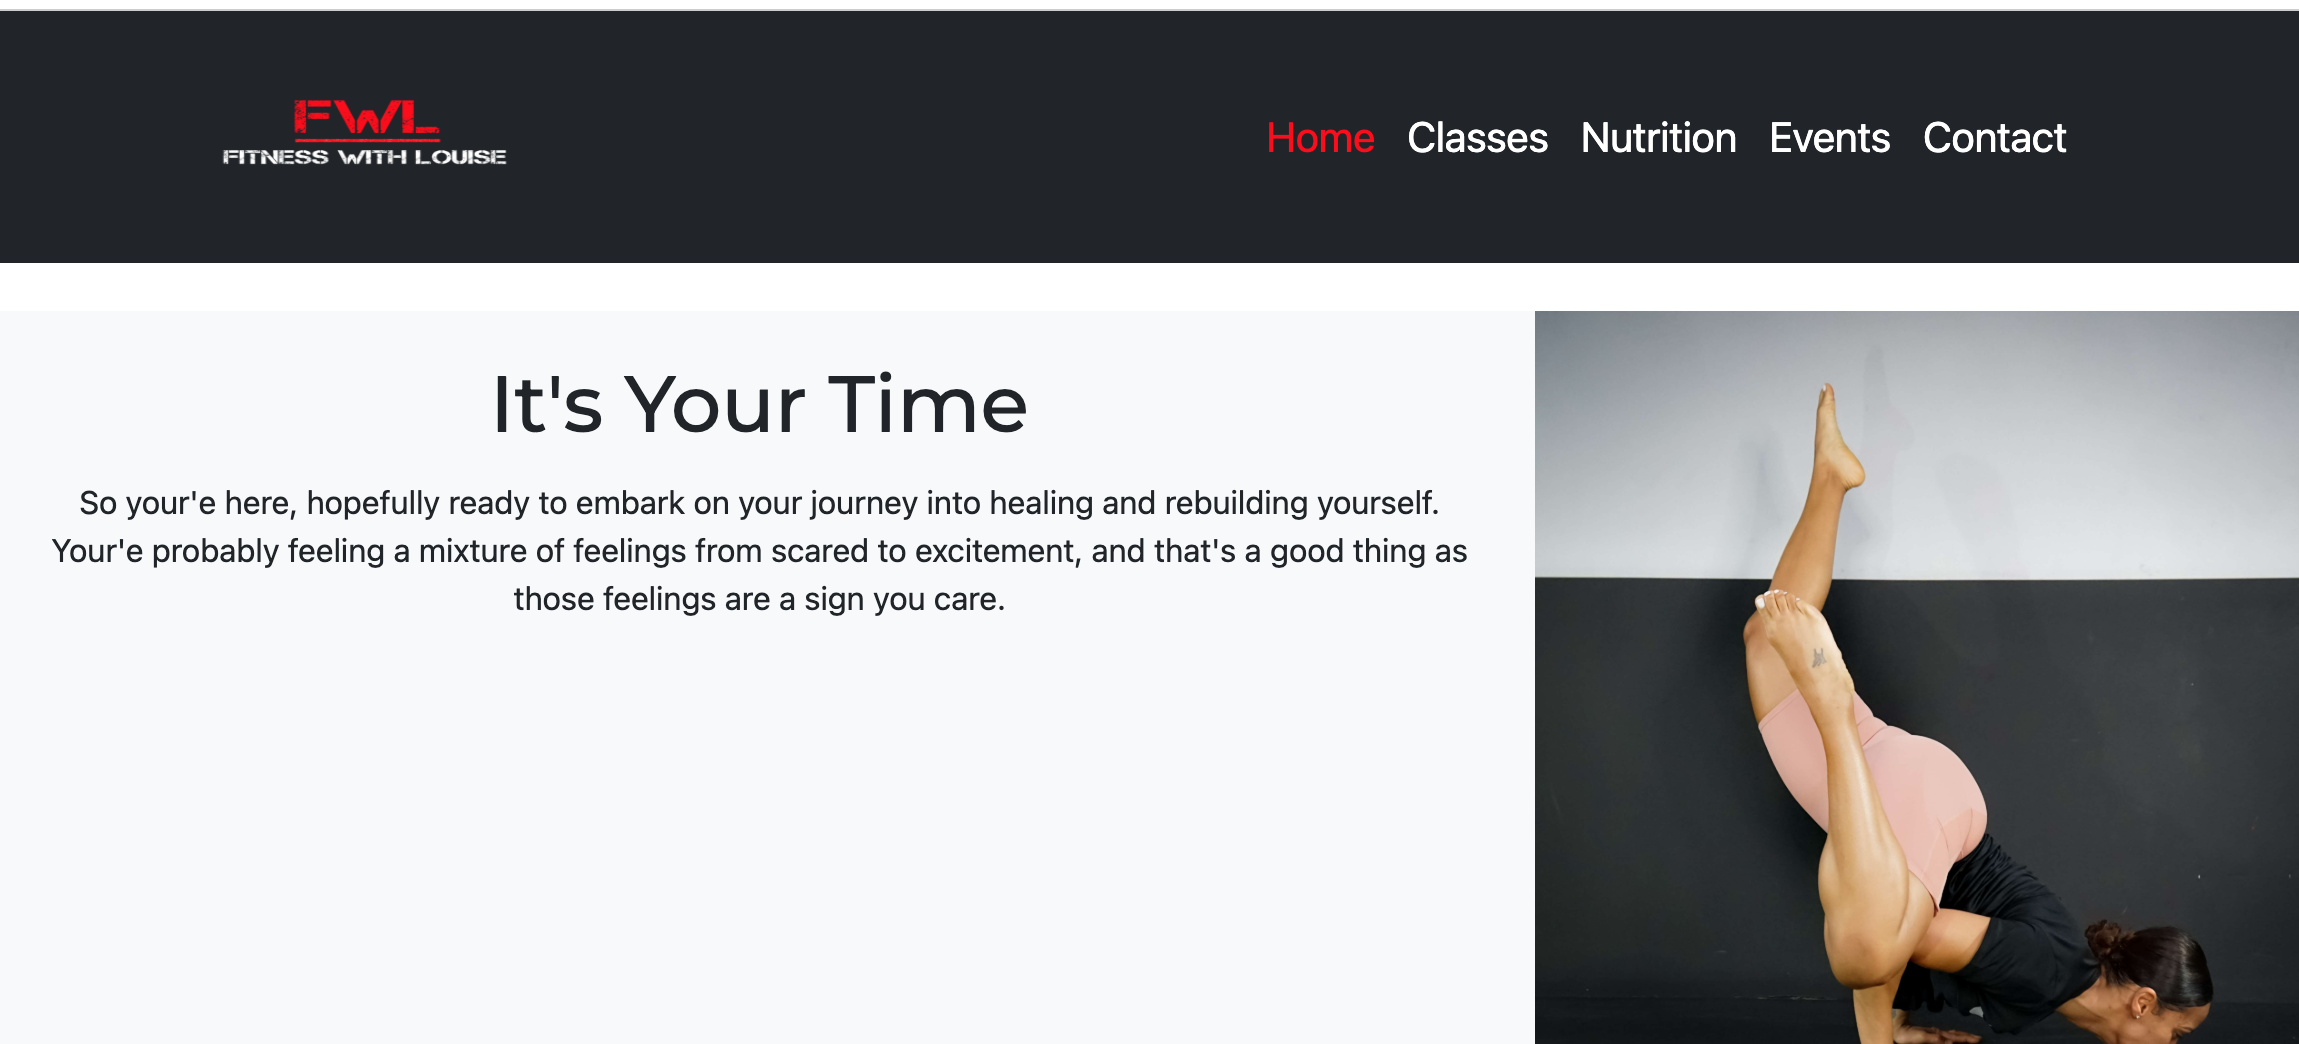 FWL
FITNESS WITH LOUISE
Home Classes Nutrition Events Contact
It's Your Time
So your'e here, hopefully ready to embark on your journey into healing and rebuilding yourself.
Your'e probably feeling a mixture of feelings from scared to excitement, and that's a good thing as
those feelings are a sign you care.